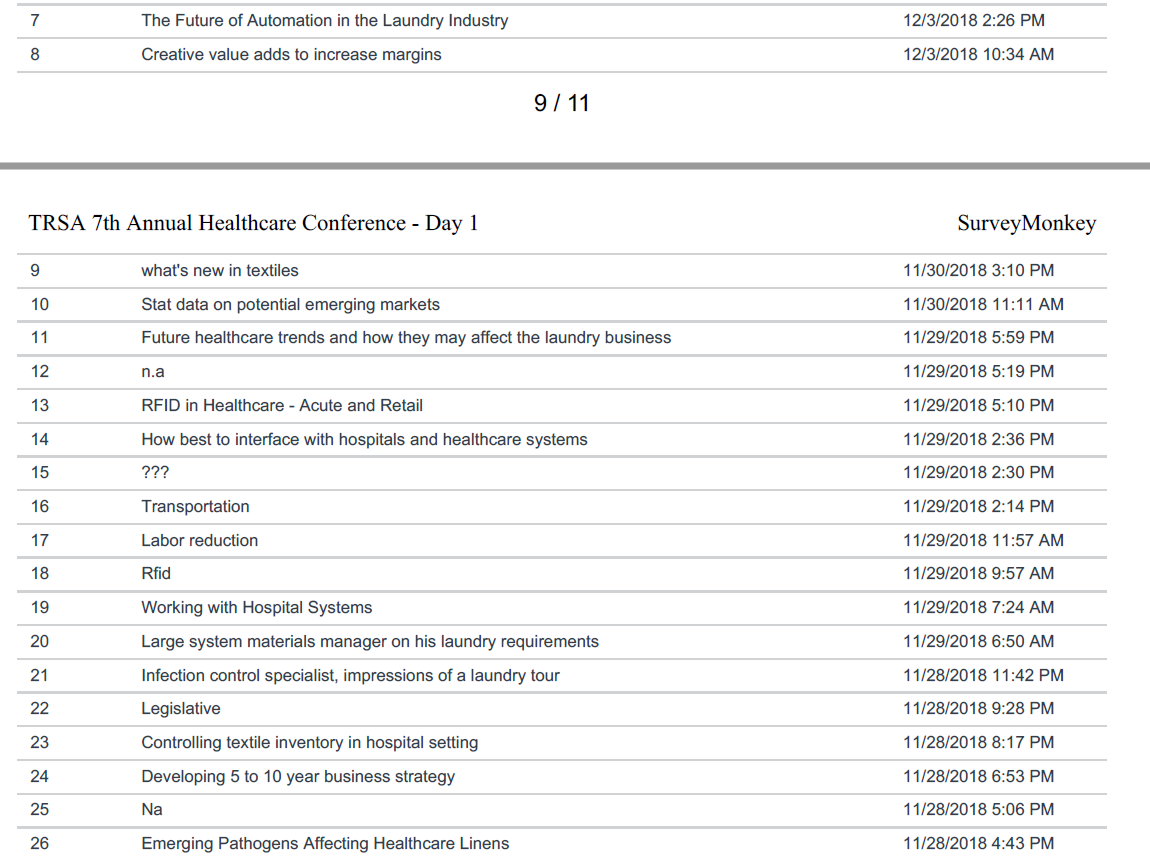 7 The Future of Automation in the Laundry Industry 12/3/2018 2:26 PM
8 Creative value adds to increase margins 12/3/2018 10:34 AM
9 / 11
TRSA 7th Annual Healthcare Conference - Day 1 SurveyMonkey
9 what's new in textiles 11/30/2018 3:10 PM
10 Stat data on potential emerging markets 11/30/2018 11:11 AM
11 Future healthcare trends and how they may affect the laundry business 11/29/2018 5:59 PM
12 n.a 11/29/2018 5:19 PM
13 RFID in Healthcare - Acute and Retail 11/29/2018 5:10 PM
14 How best to interface with hospitals and healthcare systems 11/29/2018 2:36 PM
15 ??? 11/29/2018 2:30 PM
16 Transportation 11/29/2018 2:14 PM
17 Labor reduction 11/29/2018 11:57 AM
18 Rfid 11/29/2018 9:57 AM
19 Working with Hospital Systems 11/29/2018 7:24 AM
20 Large system materials manager on his laundry requirements 11/29/2018 6:50 AM
21 Infection control specialist, impressions of a laundry tour 11/28/2018 11:42 PM
22 Legislative 11/28/2018 9:28 PM
23 Controlling textile inventory in hospital setting 11/28/2018 8:17 PM
24 Developing 5 to 10 year business strategy 11/28/2018 6:53 PM
25 Na 11/28/2018 5:06 PM
26 Emerging Pathogens Affecting Healthcare Linens 11/28/2018 4:43 PM